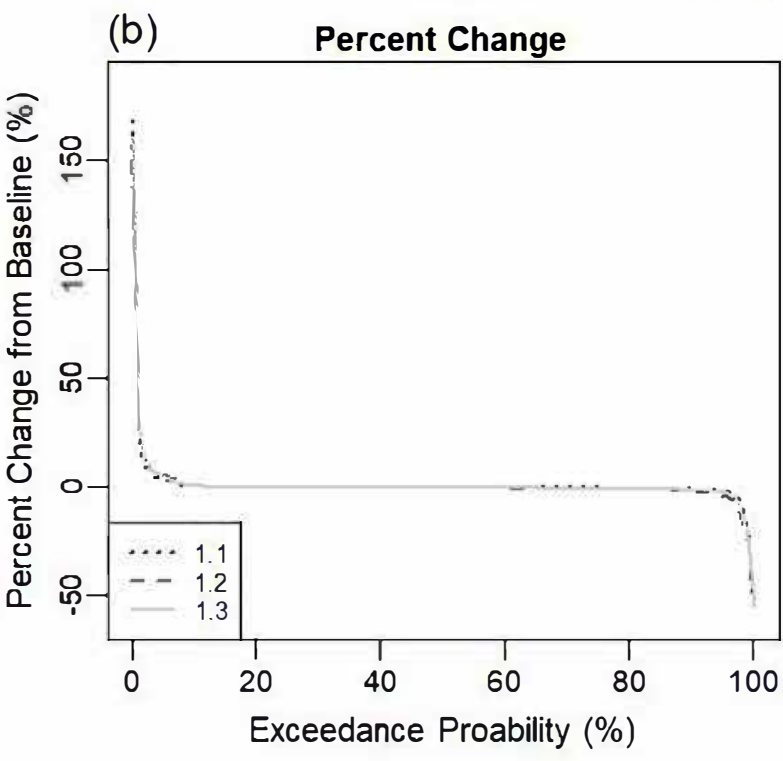 (b)
Percent Change
Percent Change from Baseline (%)
150
100
50
0
-50
1.1
1.2
1.3
0 20 40 60 80 100
Exceedance Proability (%)